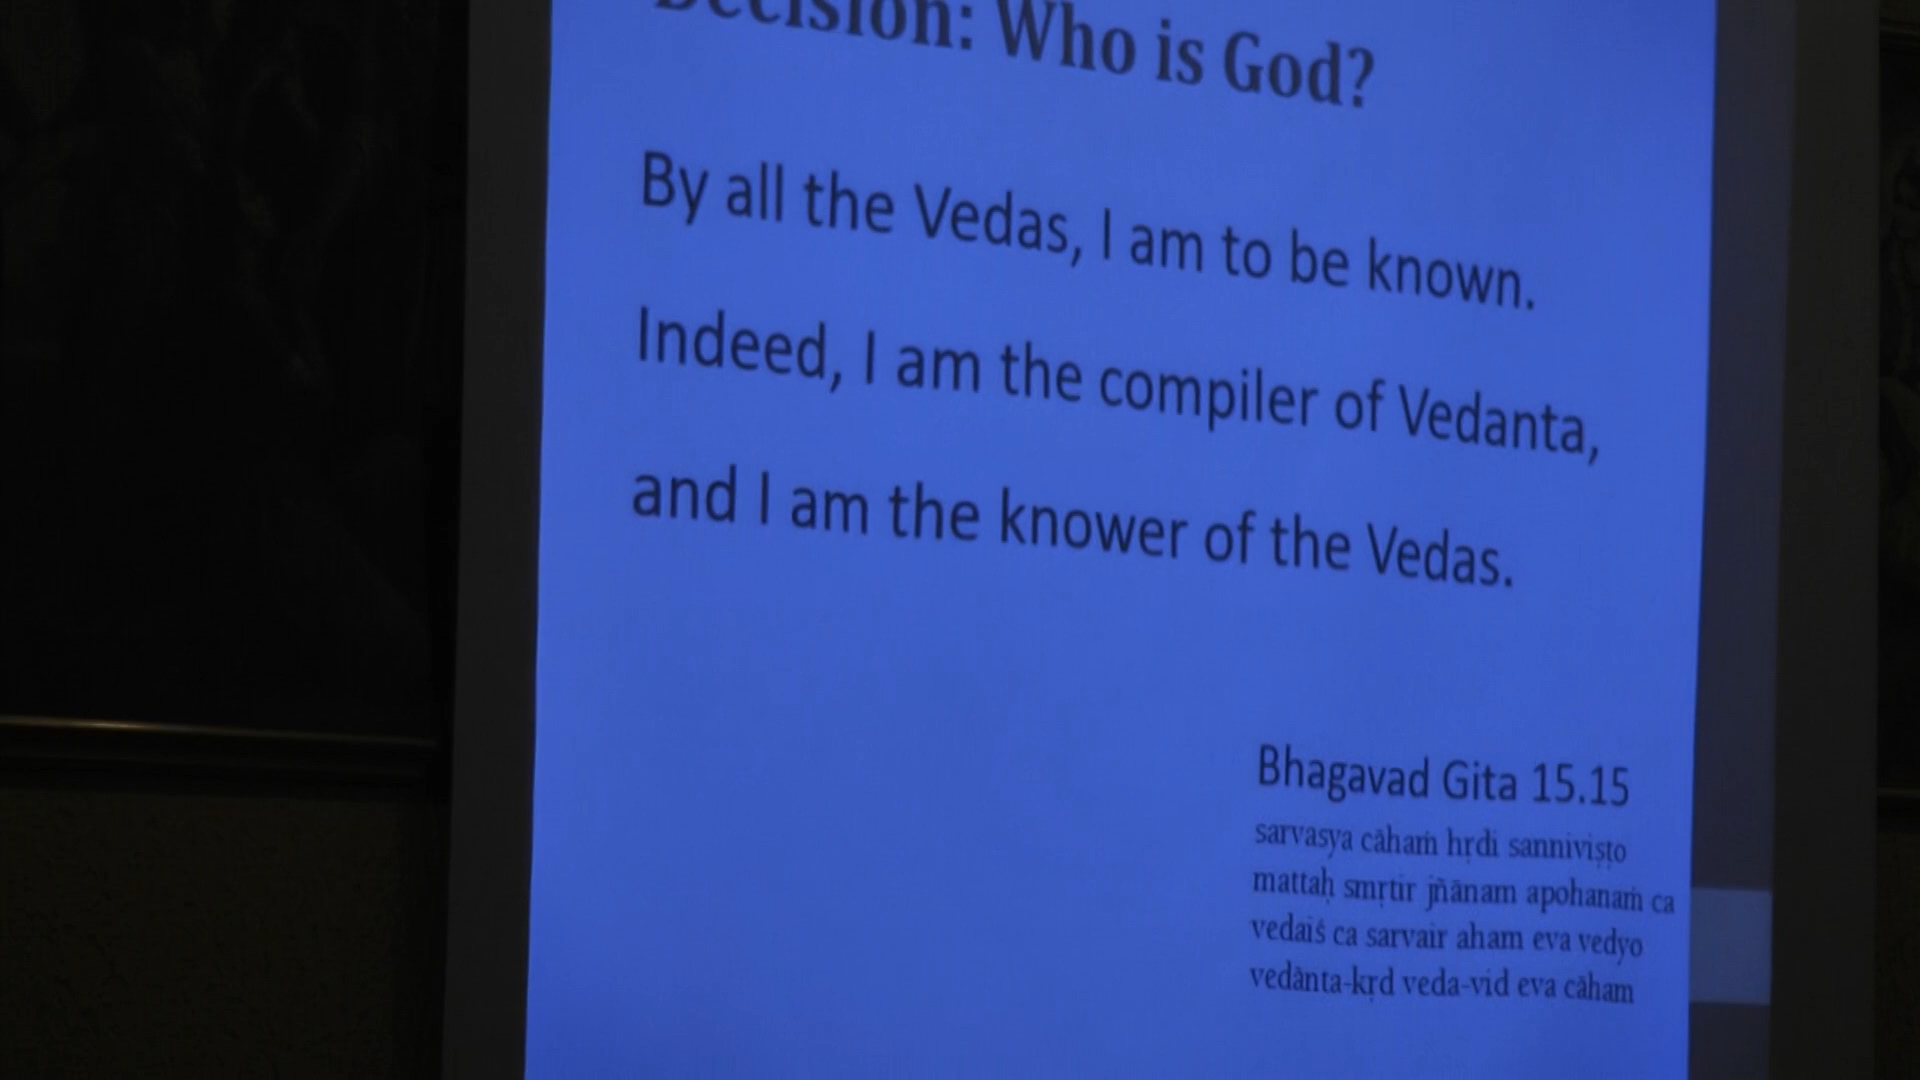 Decision: Who is God?
By all the Vedas, I am to be known.
Indeed, I am the compiler of Vedanta,
and I am the knower of the Vedas.
Bhagavad Gita 15.15
sarvasya cāhaṁ hṛdi sanniviṣṭo
mattaḥ smṛtir jñānam apohanaṁ ca
vedaiś ca sarvair aham eva vedyo
vedānta-kṛd veda-vid eva cāham